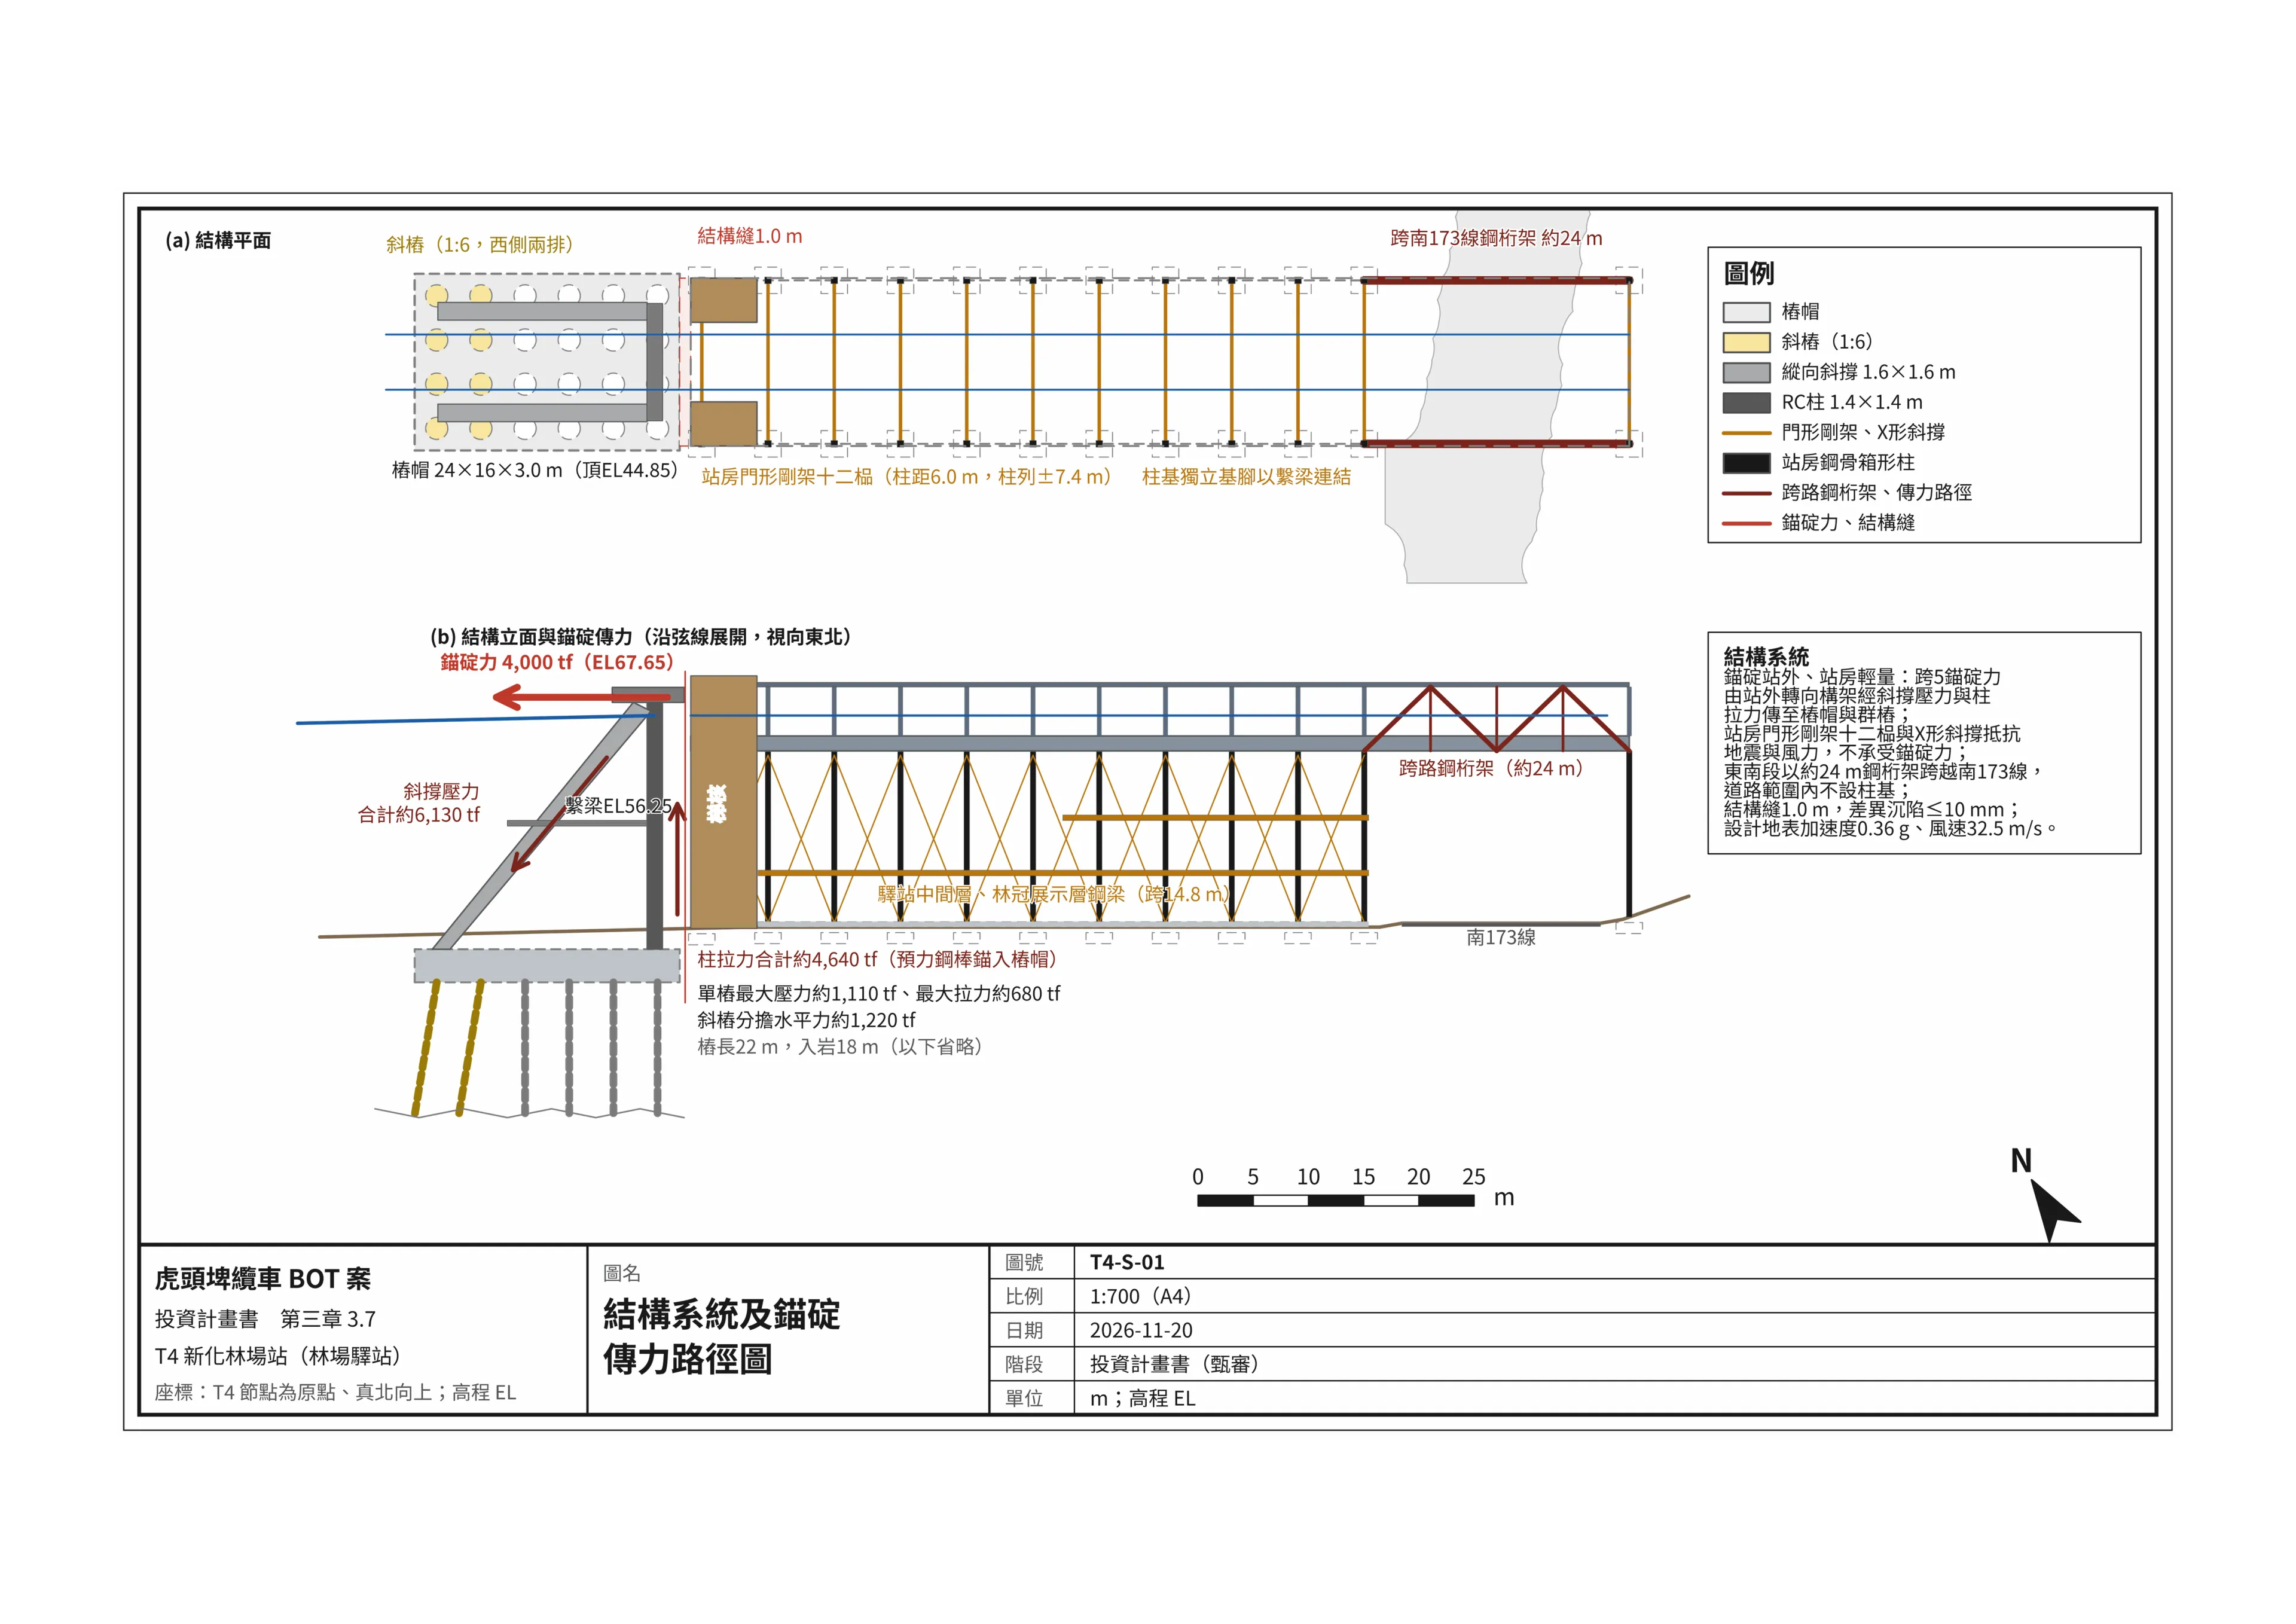 (a) 結構平面
斜樁（1:6，西側兩排）
結構縫1.0 m
跨南173線鋼桁架 約24 m
樁帽 24×16×3.0 m（頂EL44.85）
站房門形剛架十二榀（柱距6.0 m，柱列±7.4 m）
柱基獨立基腳以繫梁連結
圖例
樁帽
斜樁（1:6）
縱向斜撐 1.6×1.6 m
RC柱 1.4×1.4 m
門形剛架、X形斜撐
站房鋼骨箱形柱
跨路鋼桁架、傳力路徑
錨碇力、結構縫
(b) 結構立面與錨碇傳力（沿弦線展開，視向東北）
錨碇力 4,000 tf（EL67.65）
斜撐壓力
合計約6,130 tf
繫梁EL56.25
跨路鋼桁架（約24 m）
驛站中間層、林冠展示層鋼梁（跨14.8 m）
南173線
柱拉力合計約4,640 tf（預力鋼棒錨入樁帽）
單樁最大壓力約1,110 tf、最大拉力約680 tf
斜樁分擔水平力約1,220 tf
樁長22 m，入岩18 m（以下省略）
結構系統
錨碇站外、站房輕量：跨5錨碇力
由站外轉向構架經斜撐壓力與柱
拉力傳至樁帽與群樁；
站房門形剛架十二榀與X形斜撐抵抗
地震與風力，不承受錨碇力；
東南段以約24 m鋼桁架跨越南173線，
道路範圍內不設柱基；
結構縫1.0 m，差異沉陷≤10 mm；
設計地表加速度0.36 g、風速32.5 m/s。
0 5 10 15 20 25
m
N
虎頭埤纜車 BOT 案
投資計畫書　第三章 3.7
T4 新化林場站（林場驛站）
座標：T4 節點為原點、真北向上；高程 EL
圖名
結構系統及錨碇
傳力路徑圖
圖號 T4-S-01
比例 1:700（A4）
日期 2026-11-20
階段 投資計畫書（甄審）
單位 m；高程 EL